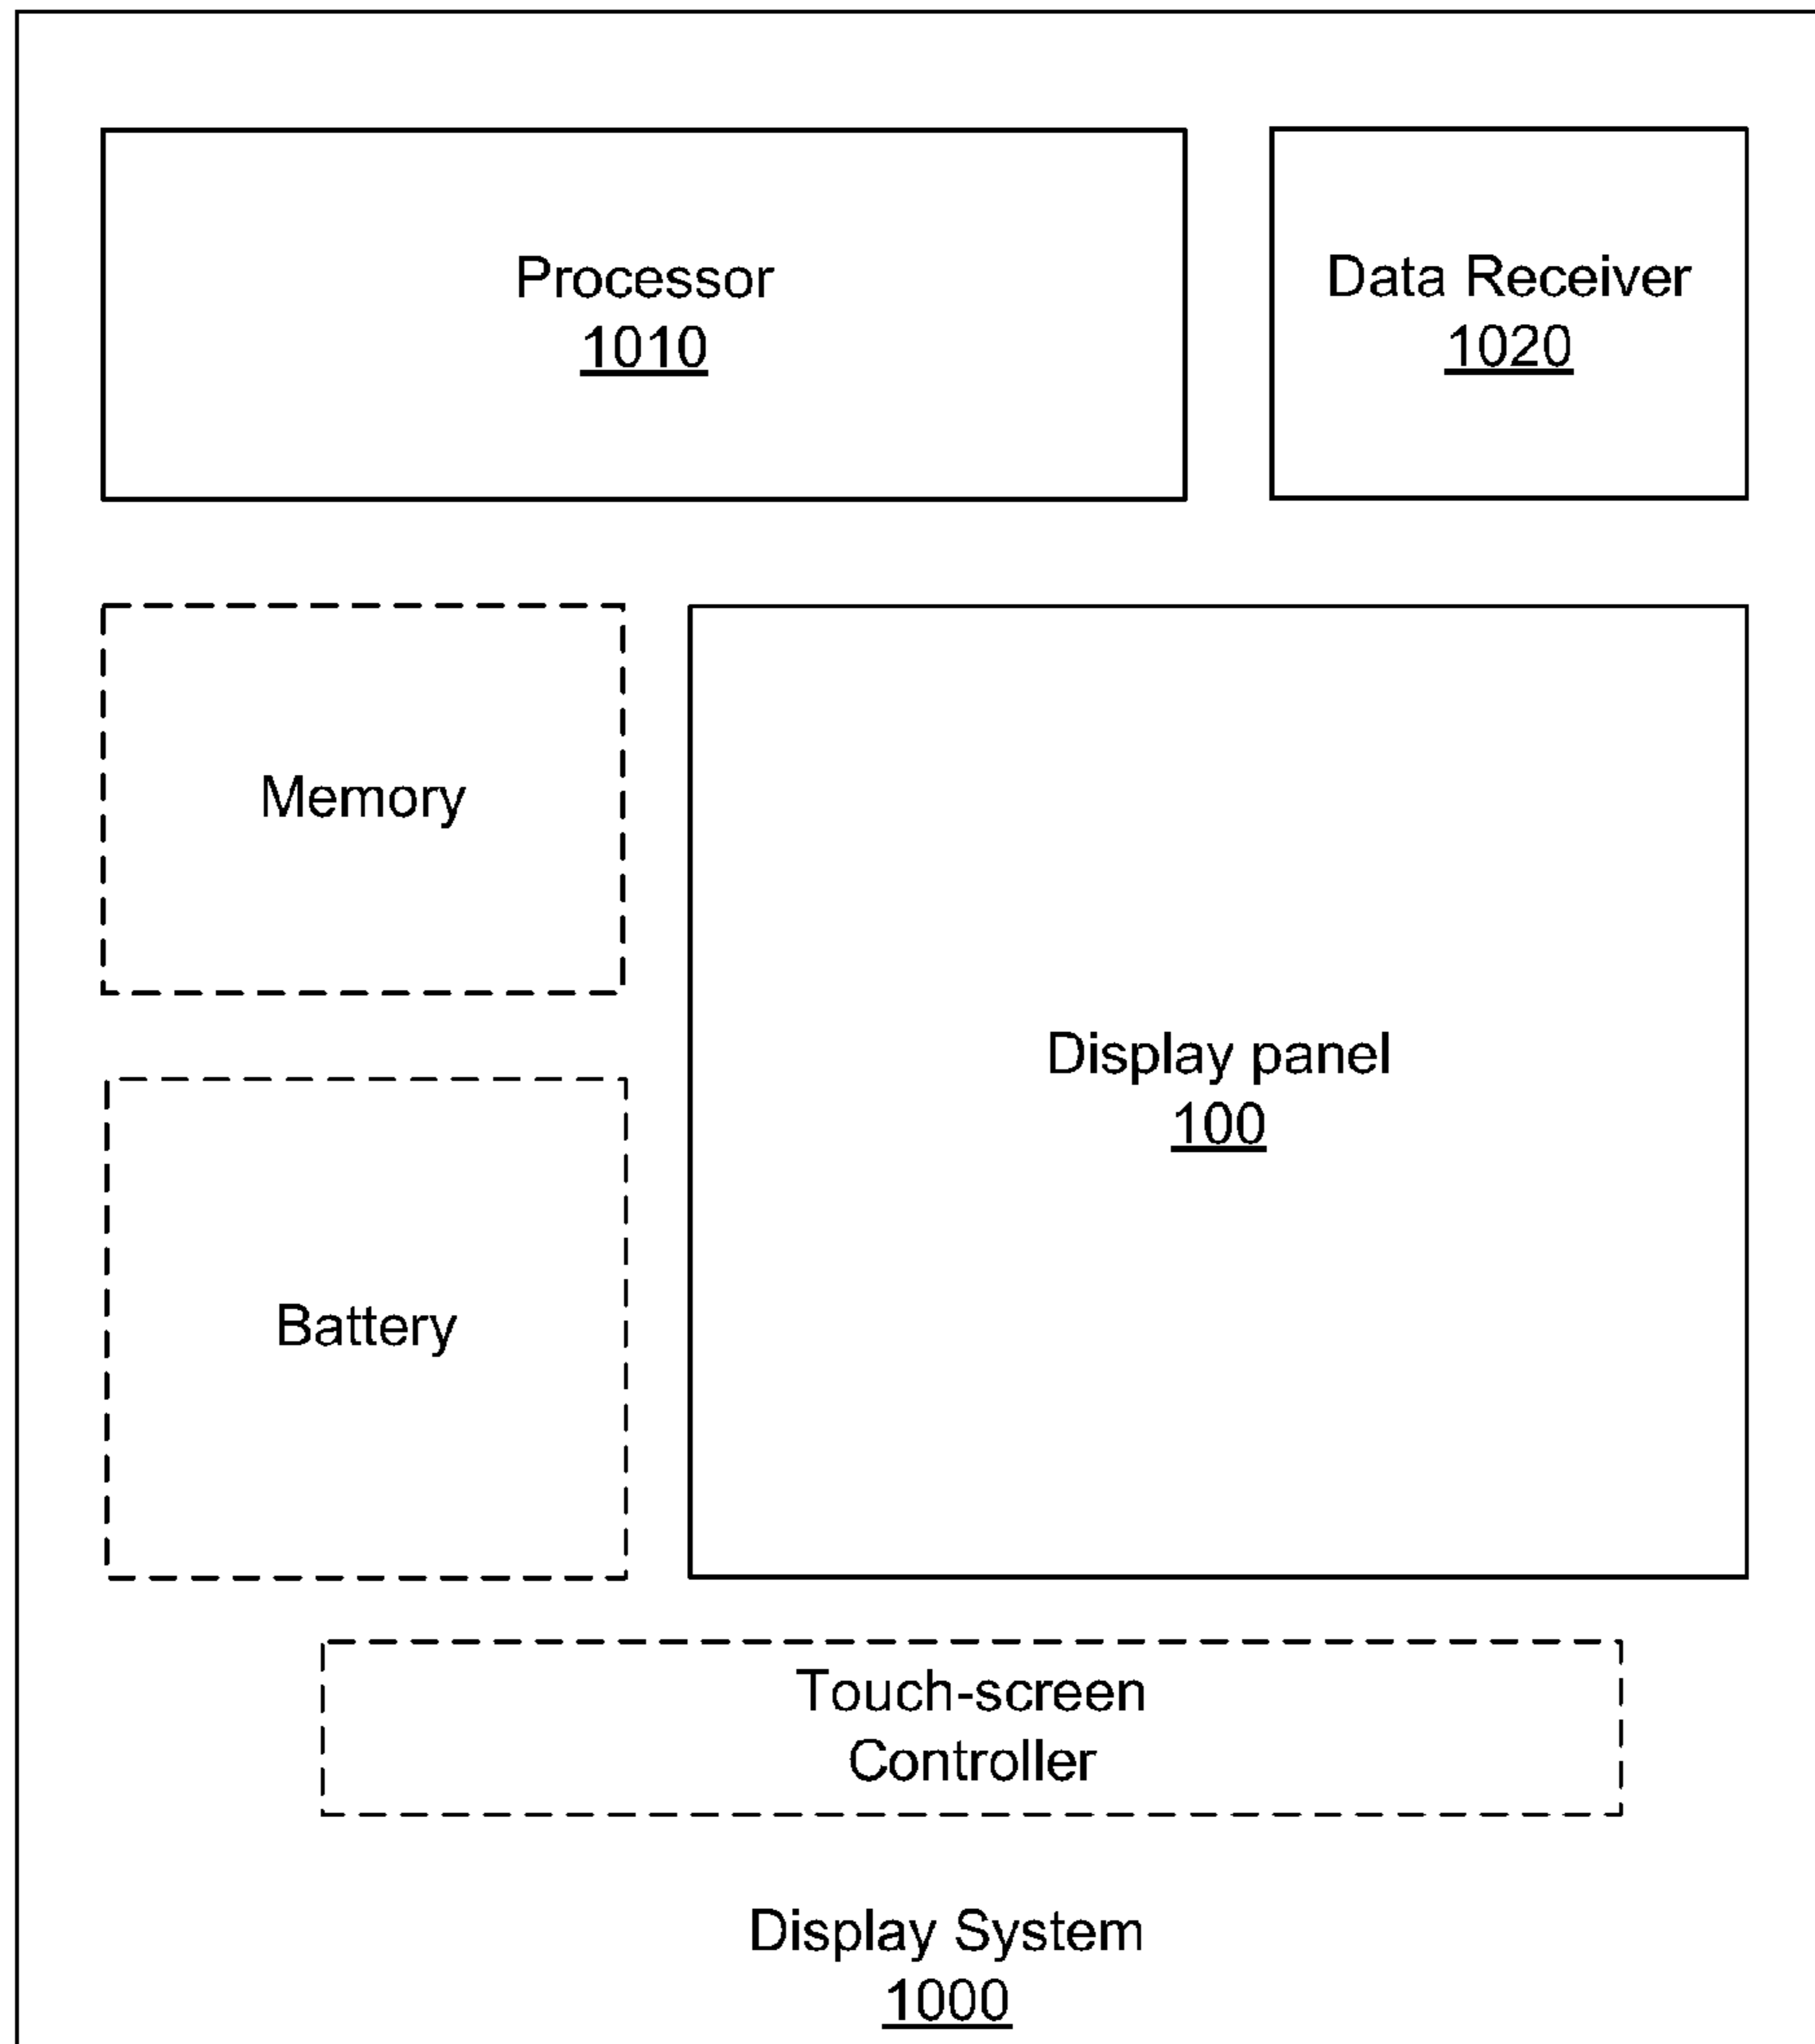 Processor
1010
Data Receiver
1020
Memory
Display panel
100
Battery
Touch-screen
Controller
Display System
1000